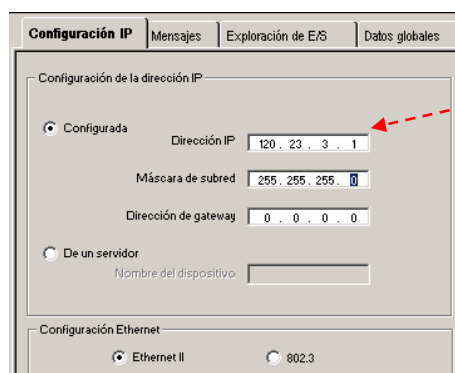 Configuración IP Mensajes Exploración de E/S Datos globales
Configuración de la dirección IP
Configurada
Dirección IP 120 . 23 . 3 . 1
Máscara de subred 255 . 255 . 255 . 0
Dirección de gateway 0 . 0 . 0 . 0
De un servidor
Nombre del dispositivo
Configuración Ethernet
Ethernet II 802.3